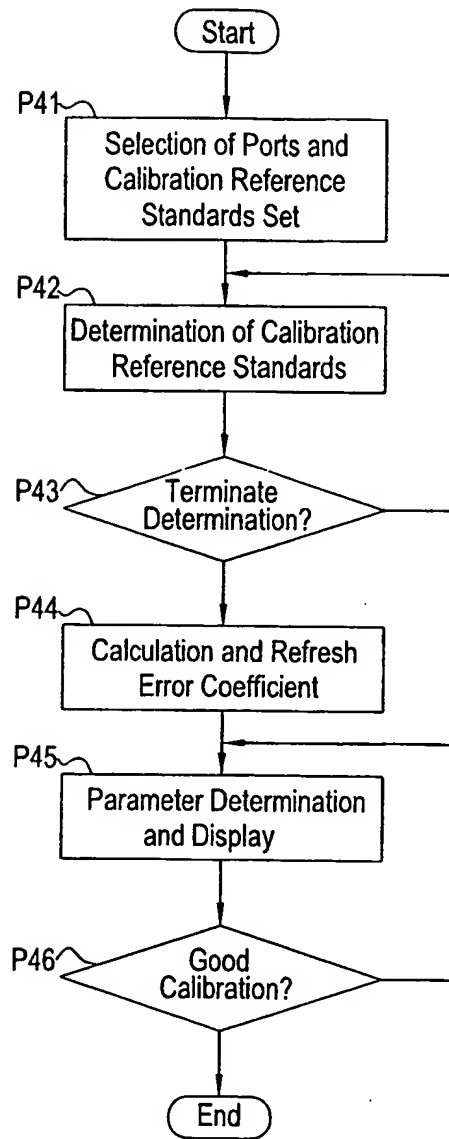 Start
P41
Selection of Ports and
Calibration Reference
Standards Set
P42
Determination of Calibration
Reference Standards
P43
Terminate
Determination?
P44
Calculation and Refresh
Error Coefficient
P45
Parameter Determination
and Display
P46
Good
Calibration?
End